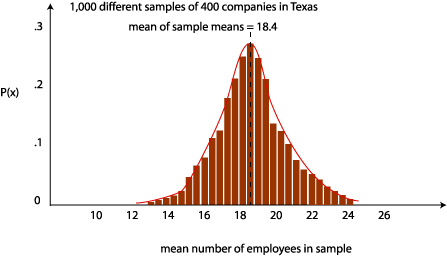 1,000 different samples of 400 companies in Texas
mean of sample means = 18.4
.3
.2
P(x)
.1
0
10 12 14 16 18 20 22 24 26
mean number of employees in sample